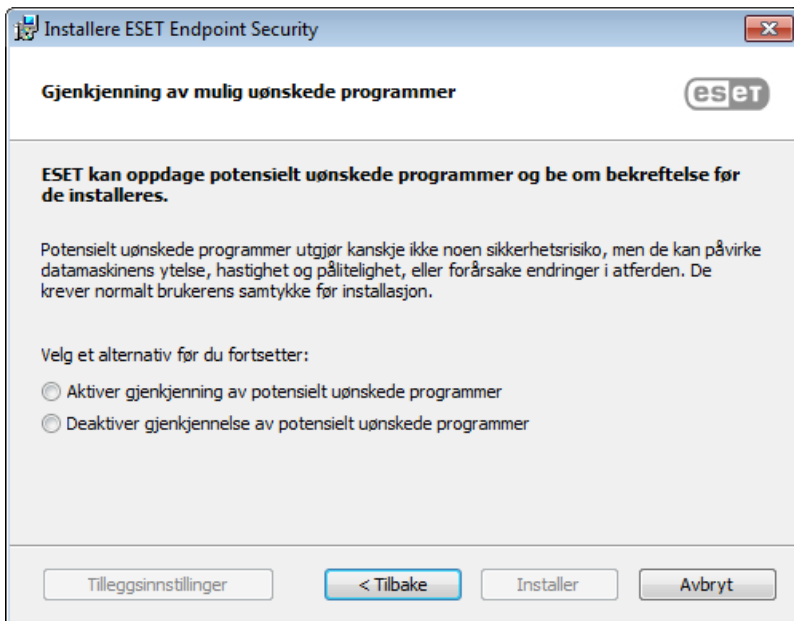 Installere ESET Endpoint Security
Gjenkjenning av mulig uønskede programmer
eset
ESET kan oppdage potensielt uønskede programmer og be om bekreftelse før
de installeres.
Potensielt uønskede programmer utgjør kanskje ikke noen sikkerhetsrisiko, men de kan påvirke
datamaskinens ytelse, hastighet og pålitelighet, eller forårsake endringer i atferden. De
krever normalt brukerens samtykke før installasjon.
Velg et alternativ før du fortsetter:
Aktiver gjenkjenning av potensielt uønskede programmer
Deaktiver gjenkjennelse av potensielt uønskede programmer
Tilleggsinnstillinger
< Tilbake
Installer
Avbryt